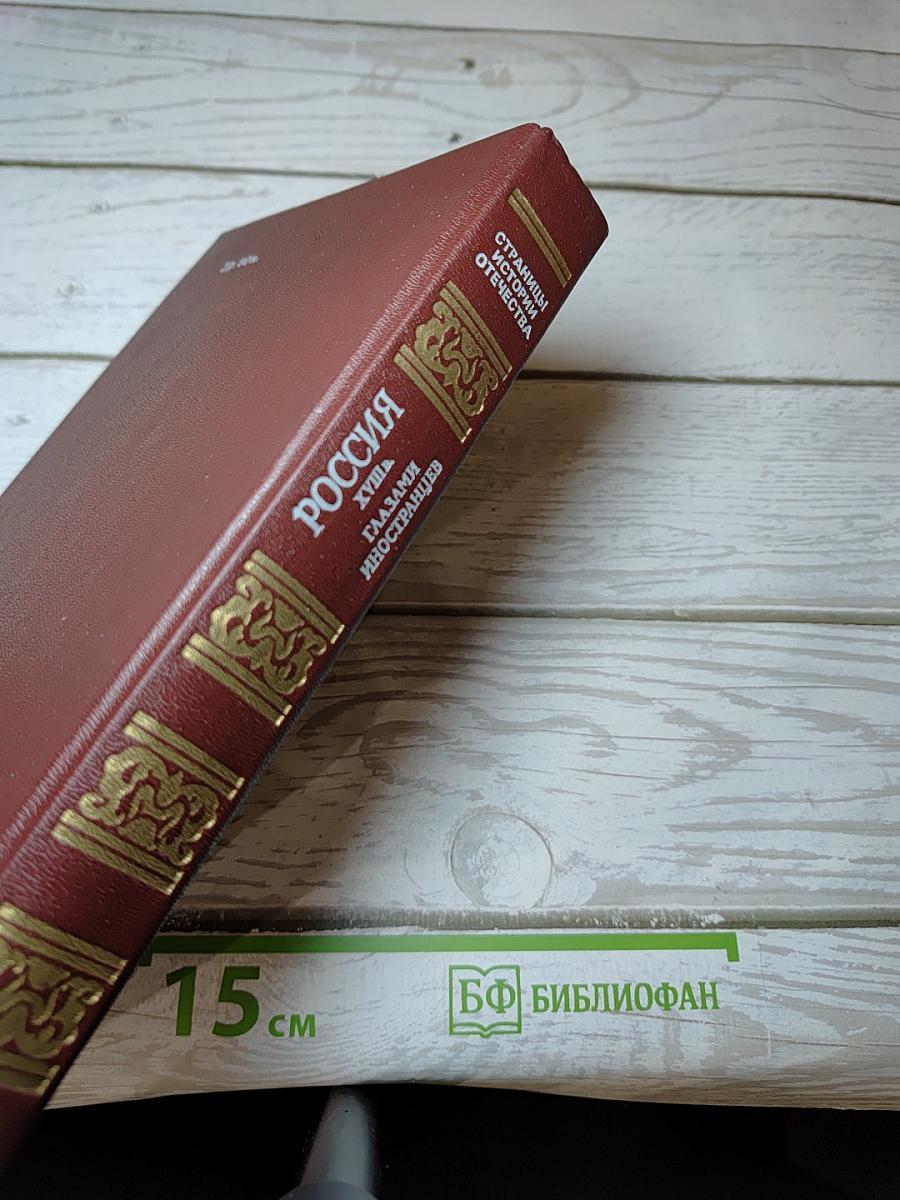 СТРАНИЦЫ
ИСТОРИИ
ОТЕЧЕСТВА
РОССИЯ
XVIIIв.
ГЛАЗАМИ
ИНОСТРАНЦЕВ
15 см
БФ БИБЛИОФАН